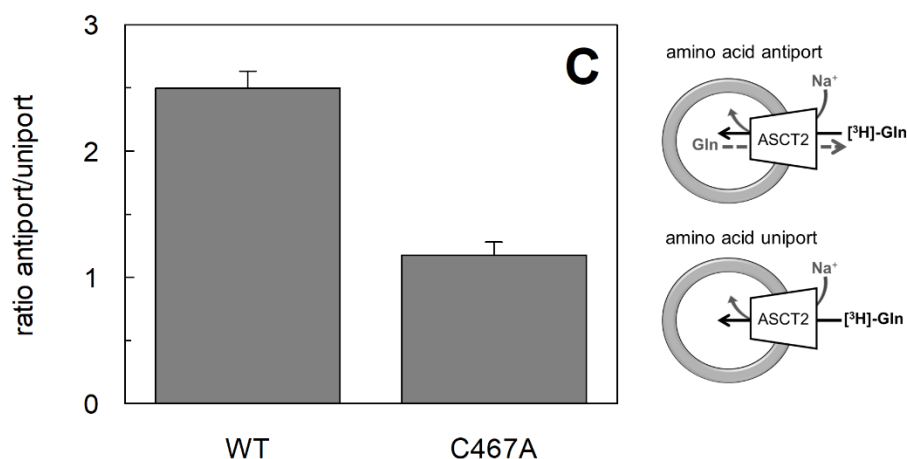 3
2
1
0
ratio antiport/uniport
C
WT
C467A
amino acid antiport
Na⁺
Gln
ASCT2
[³H]-Gln
amino acid uniport
Na⁺
ASCT2
[³H]-Gln